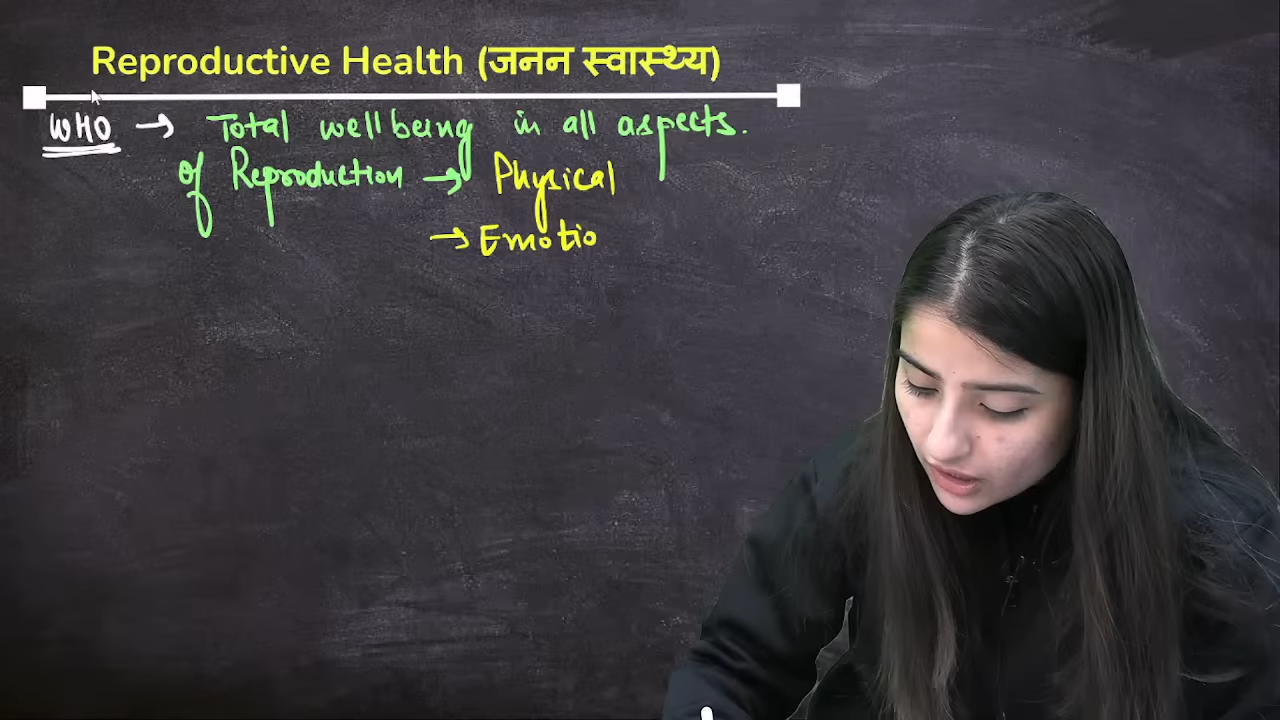 Reproductive Health (जनन स्वास्थ्य)
WHO → Total wellbeing in all aspects.
of Reproduction → Physical
→ Emotio